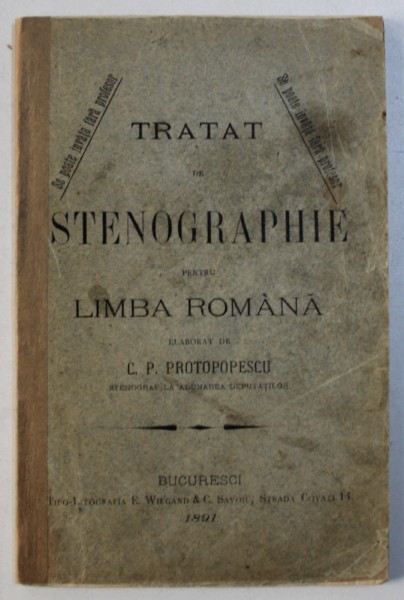 Se poate învăța fără profesor
Se poate învăța fără profesor
TRATAT
DE
STENOGRAPHIE
PENTRU
LIMBA ROMÂNĂ
ELABORAT DE
C. P. PROTOPOPESCU
STENOGRAF LA ADUNAREA DEPUTAȚILOR
BUCURESCI
Tipo-Litografia E. Wiegand & C. Savoiu, Strada Covaci 14
1891